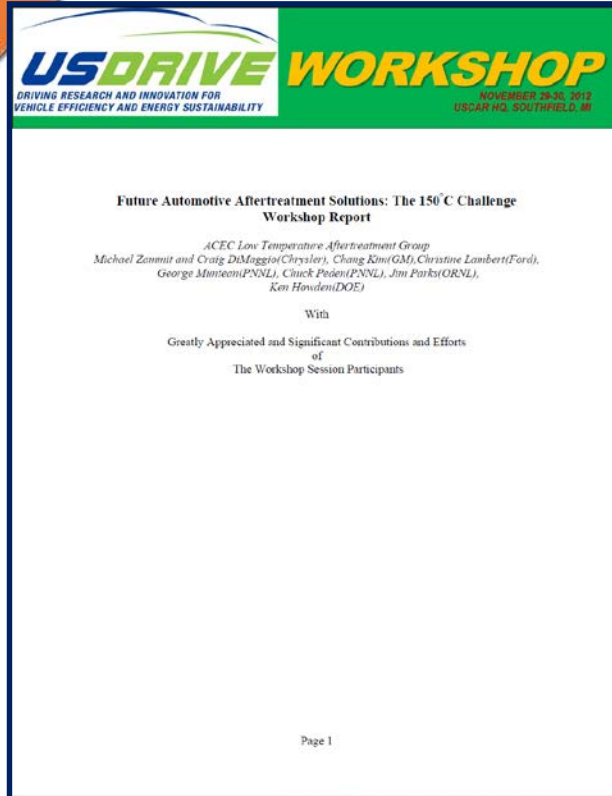 USDRIVE
DRIVING RESEARCH AND INNOVATION FOR
VEHICLE EFFICIENCY AND ENERGY SUSTAINABILITY
WORKSHOP
NOVEMBER 29-30, 2012
USCAR HQ, SOUTHFIELD, MI
Future Automotive Aftertreatment Solutions: The 150°C Challenge
Workshop Report
ACEC Low Temperature Aftertreatment Group
Michael Zammit and Craig DiMaggio(Chrysler), Chang Kim(GM),Christine Lambert(Ford),
George Muntean(PNNL), Chuck Peden(PNNL), Jim Parks(ORNL),
Ken Howden(DOE)
With
Greatly Appreciated and Significant Contributions and Efforts
of
The Workshop Session Participants
Page 1